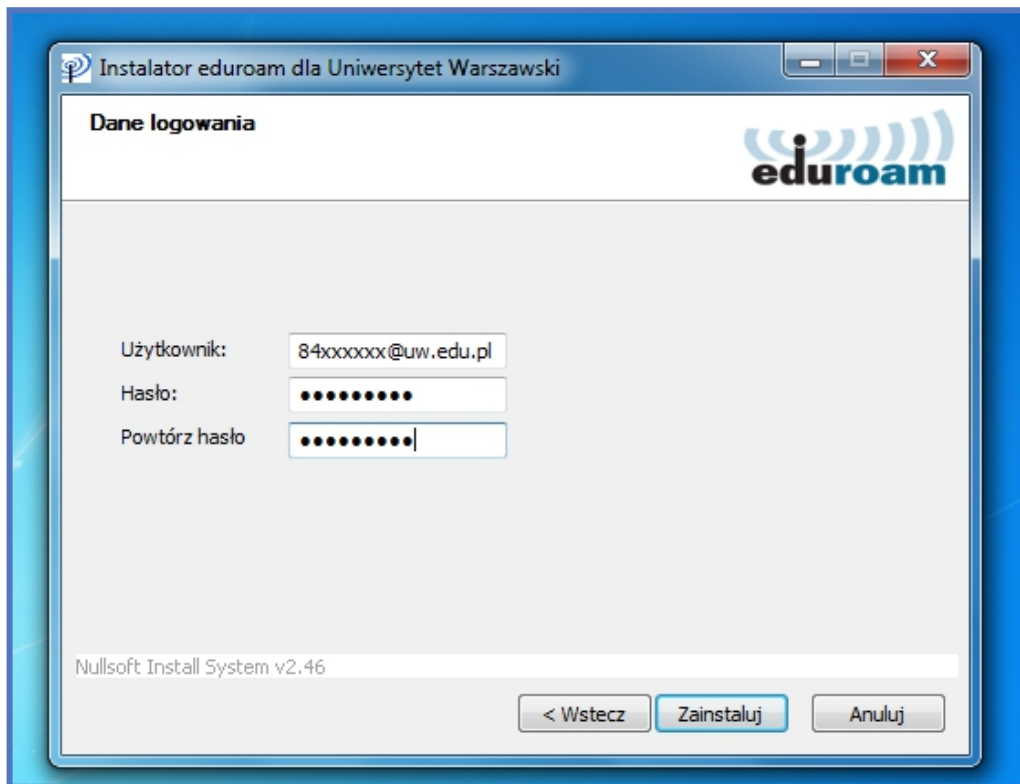 Instalator eduroam dla Uniwersytet Warszawski
Dane logowania
eduroam
Użytkownik: 84xxxxxx@uw.edu.pl
Hasło: ●●●●●●●●●
Powtórz hasło ●●●●●●●●●
Nullsoft Install System v2.46
< Wstecz Zainstaluj Anuluj